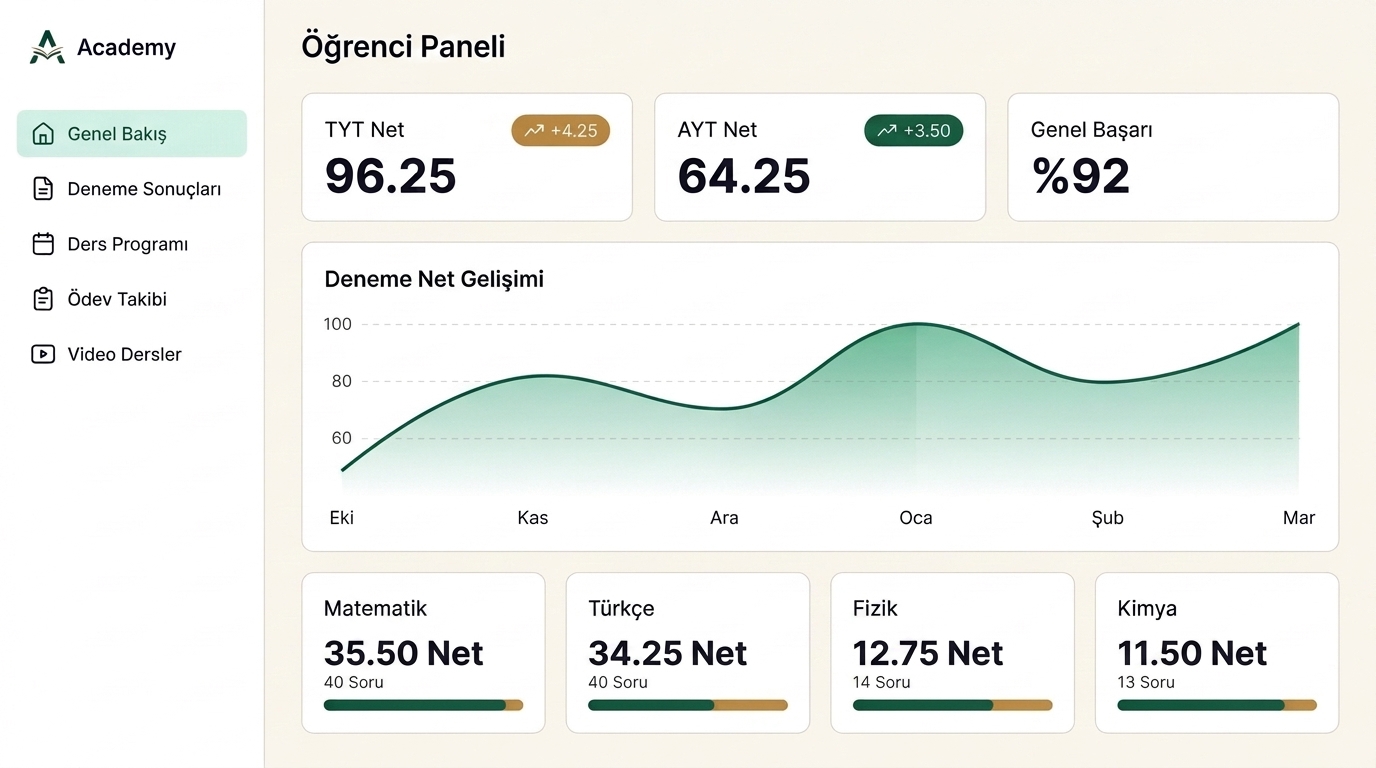 Academy
Genel Bakış
Deneme Sonuçları
Ders Programı
Ödev Takibi
Video Dersler
Öğrenci Paneli
TYT Net
+4.25
96.25
AYT Net
+3.50
64.25
Genel Başarı
%92
Deneme Net Gelişimi
100
80
60
Eki Kas Ara Oca Şub Mar
Matematik
35.50 Net
40 Soru
Türkçe
34.25 Net
40 Soru
Fizik
12.75 Net
14 Soru
Kimya
11.50 Net
13 Soru